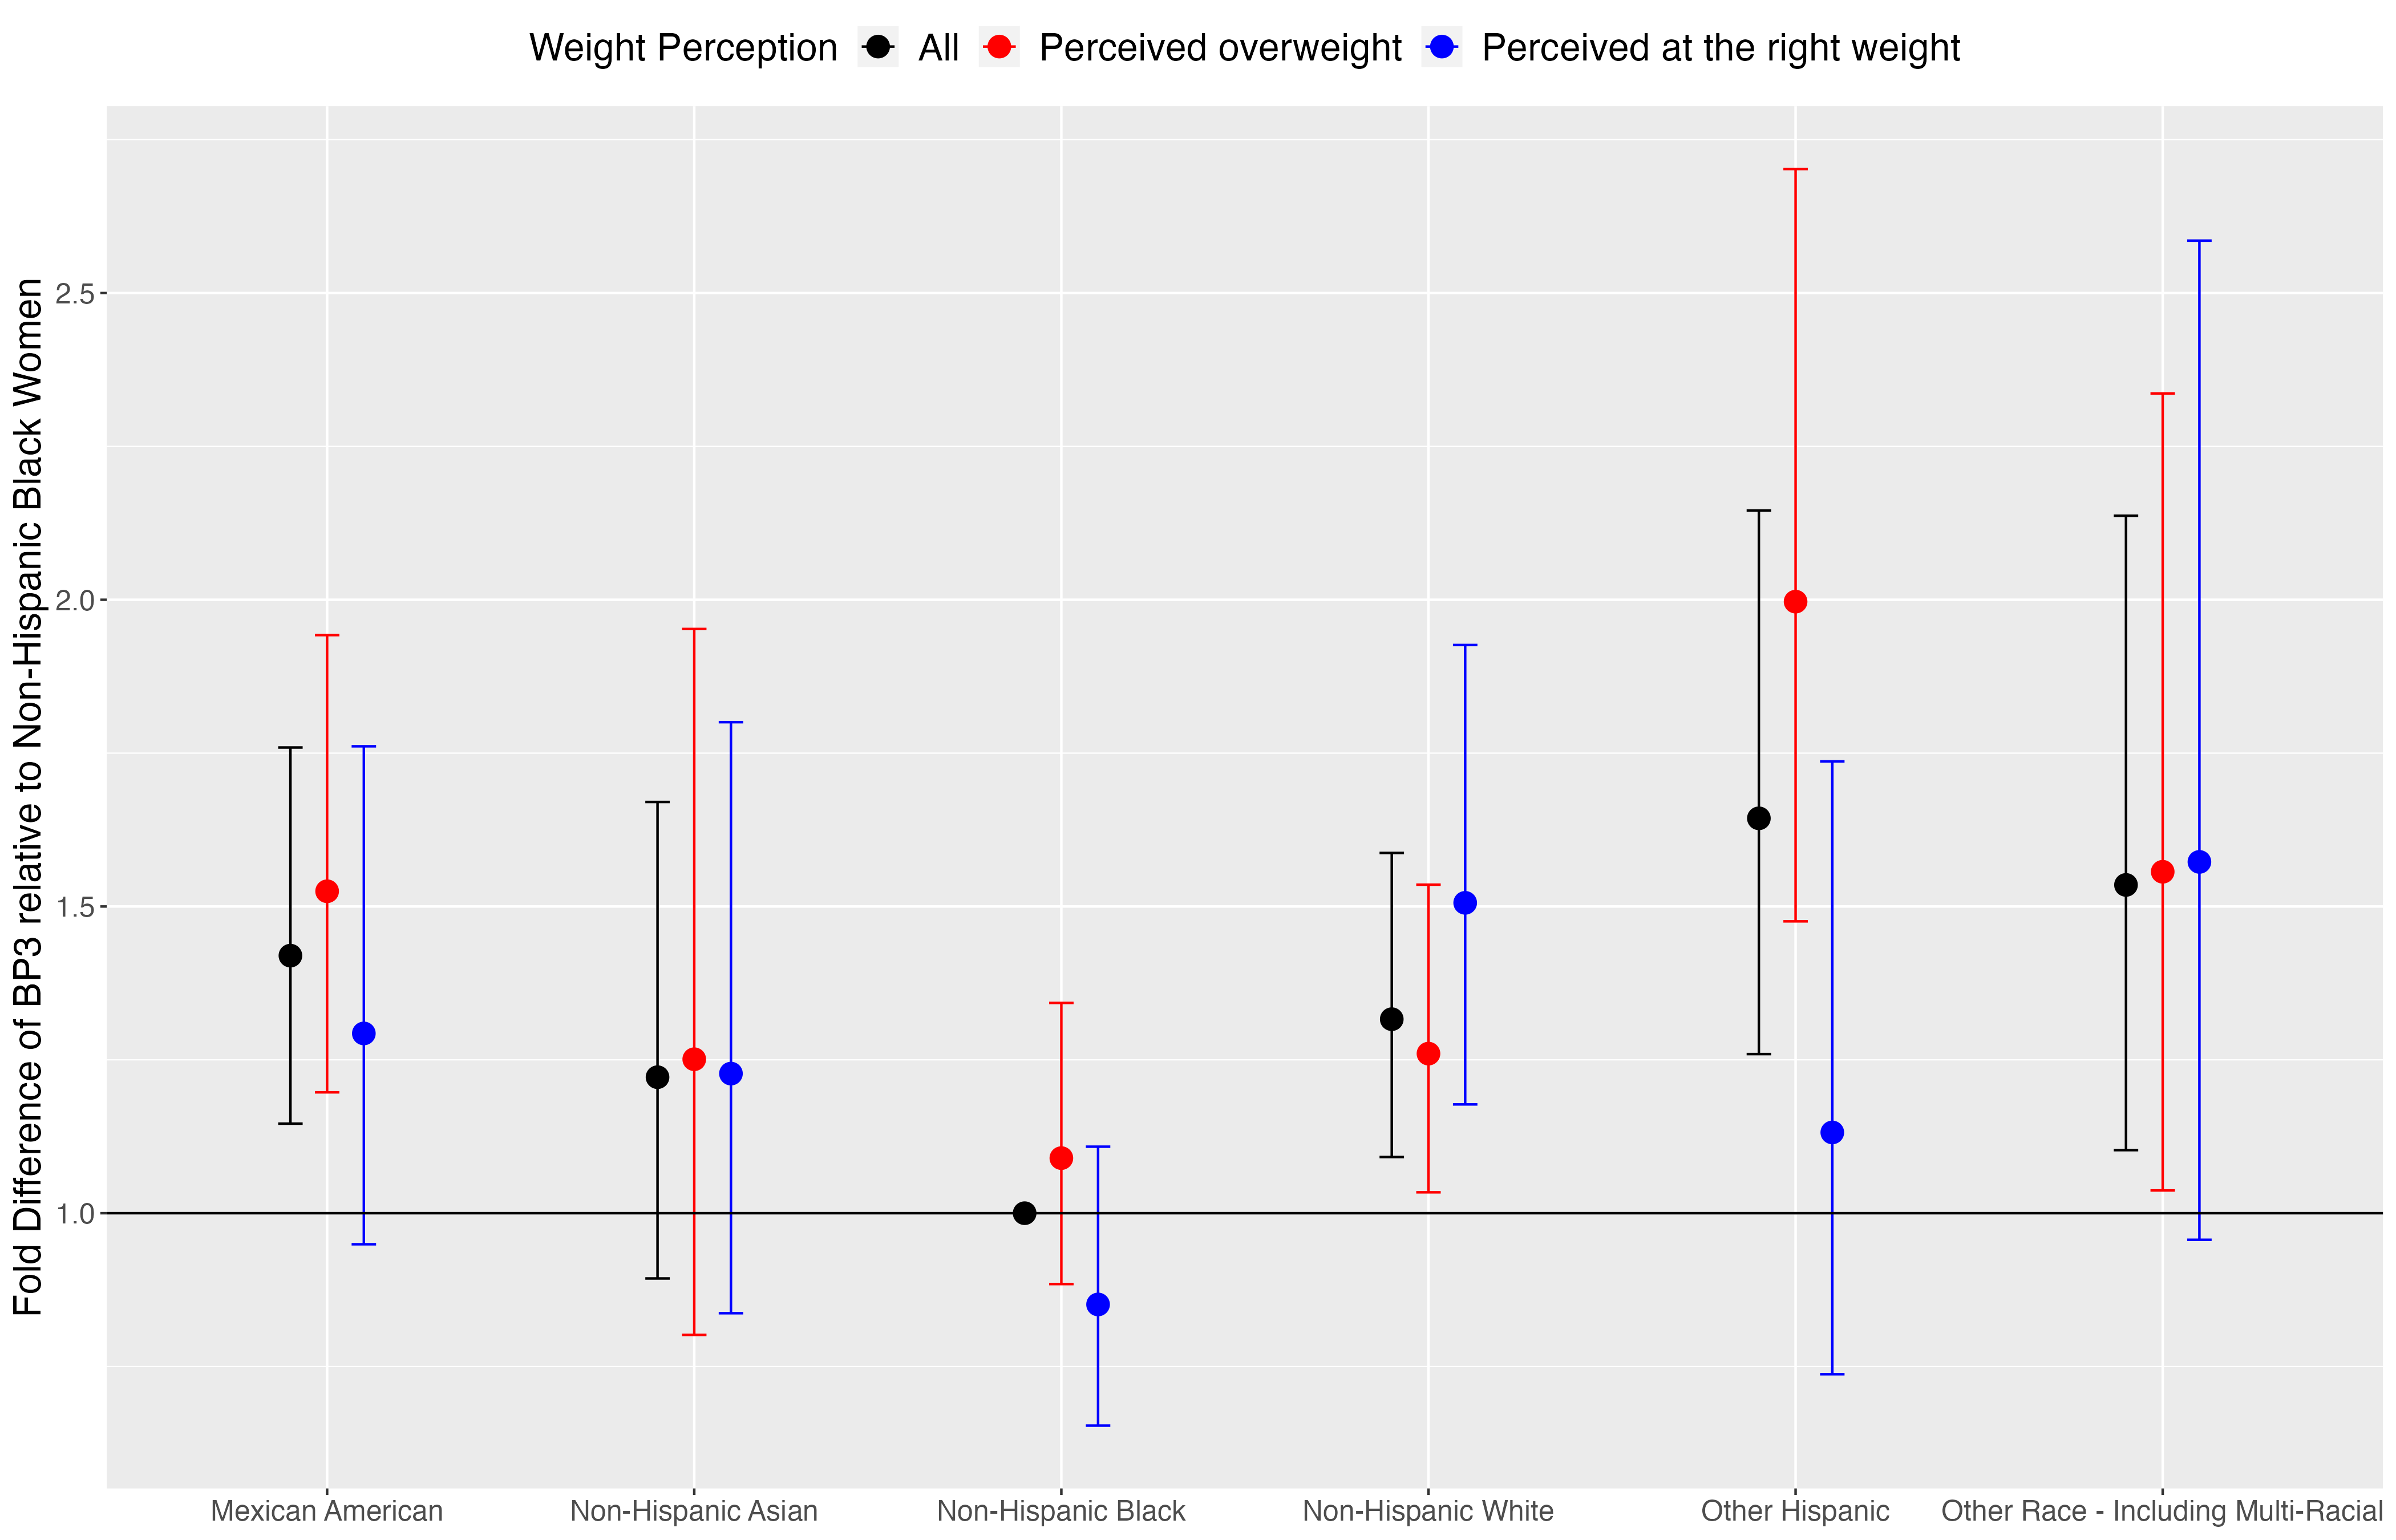 Weight Perception All Perceived overweight Perceived at the right weight
Fold Difference of BP3 relative to Non-Hispanic Black Women
2.5
2.0
1.5
1.0
Mexican American Non-Hispanic Asian Non-Hispanic Black Non-Hispanic White Other Hispanic Other Race - Including Multi-Racial